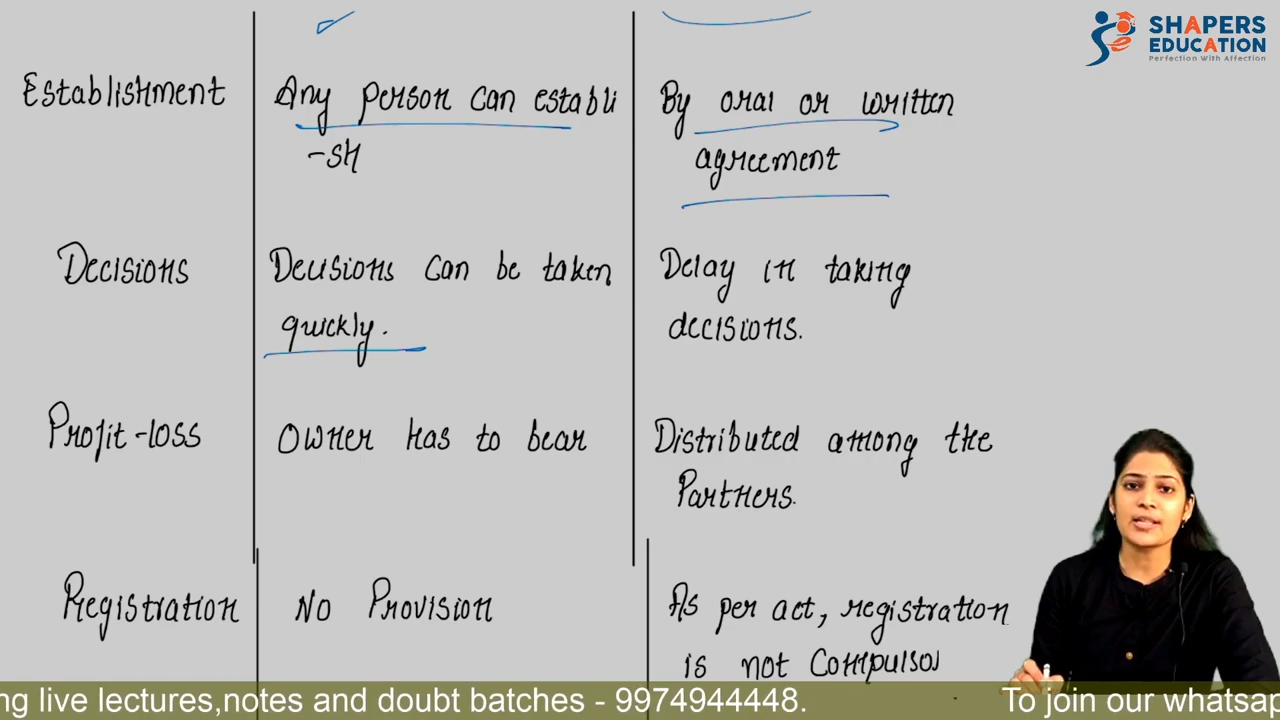 SHAPERS
EDUCATION
Perfection With Affection
Establishment
Any person can establi
-sh
By oral or written
agreement
Decisions
Decisions can be taken
quickly.
Delay in taking
decisions.
Profit-loss
Owner has to bear
Distributed among the
Partners.
Registration
No Provision
As per act, registration
is not
ng live lectures,notes and doubt batches - 9974944448.
To join our whatsap